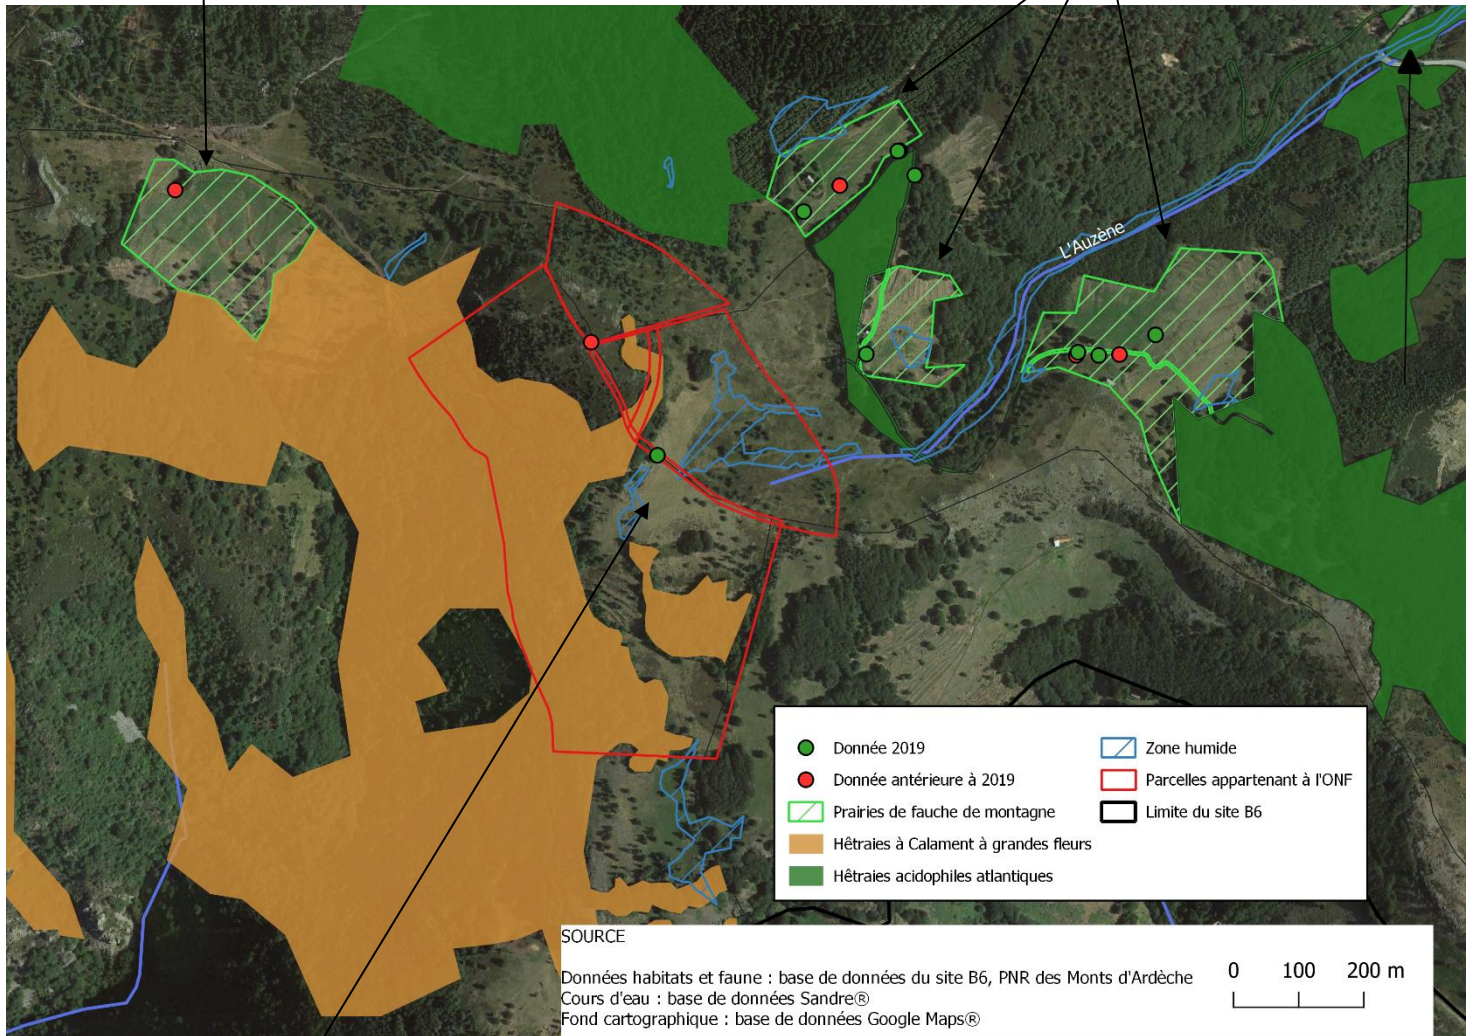 L'Auzène
Donnée 2019
Donnée antérieure à 2019
Prairies de fauche de montagne
Hêtraies à Calament à grandes fleurs
Hêtraies acidophiles atlantiques
Zone humide
Parcelles appartenant à l'ONF
Limite du site B6
SOURCE
Données habitats et faune : base de données du site B6, PNR des Monts d'Ardèche
Cours d'eau : base de données Sandre®
Fond cartographique : base de données Google Maps®
0 100 200 m